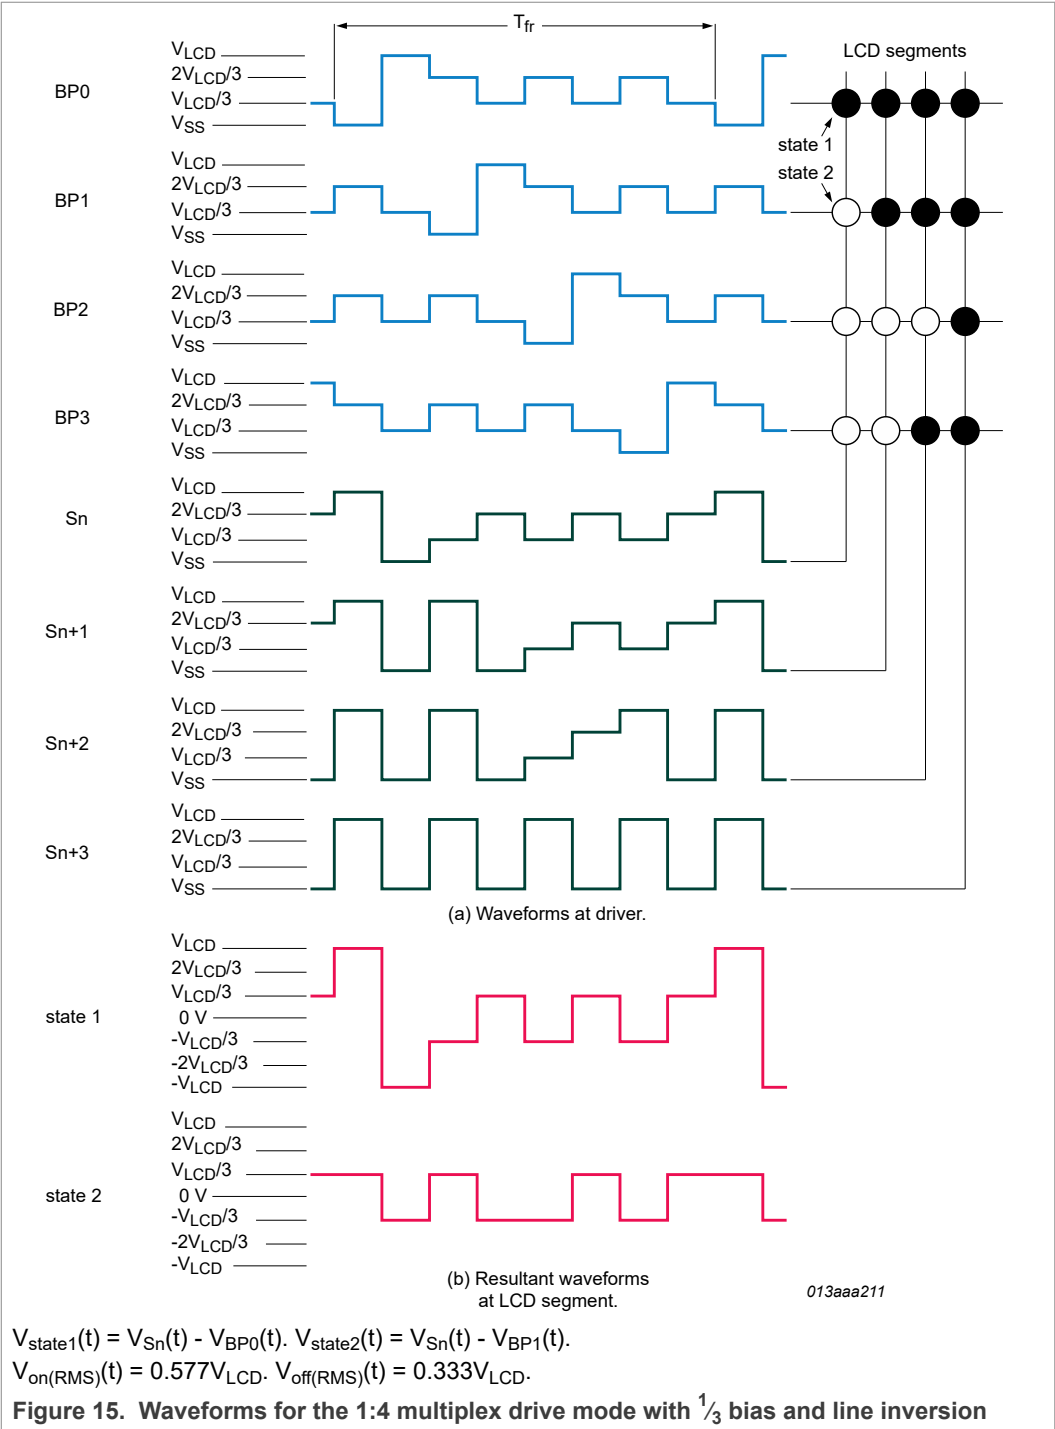 T_fr
LCD segments
BP0
V_LCD
2V_LCD/3
V_LCD/3
V_SS
state 1
state 2
BP1
V_LCD
2V_LCD/3
V_LCD/3
V_SS
BP2
V_LCD
2V_LCD/3
V_LCD/3
V_SS
BP3
V_LCD
2V_LCD/3
V_LCD/3
V_SS
Sn
V_LCD
2V_LCD/3
V_LCD/3
V_SS
Sn+1
V_LCD
2V_LCD/3
V_LCD/3
V_SS
Sn+2
V_LCD
2V_LCD/3
V_LCD/3
V_SS
Sn+3
V_LCD
2V_LCD/3
V_LCD/3
V_SS
(a) Waveforms at driver.
state 1
V_LCD
2V_LCD/3
V_LCD/3
0 V
-V_LCD/3
-2V_LCD/3
-V_LCD
state 2
V_LCD
2V_LCD/3
V_LCD/3
0 V
-V_LCD/3
-2V_LCD/3
-V_LCD
(b) Resultant waveforms
at LCD segment.
013aaa211
V_state1(t) = V_Sn(t) - V_BP0(t). V_state2(t) = V_Sn(t) - V_BP1(t).
V_on(RMS)(t) = 0.577V_LCD. V_off(RMS)(t) = 0.333V_LCD.
Figure 15. Waveforms for the 1:4 multiplex drive mode with 1/3 bias and line inversion